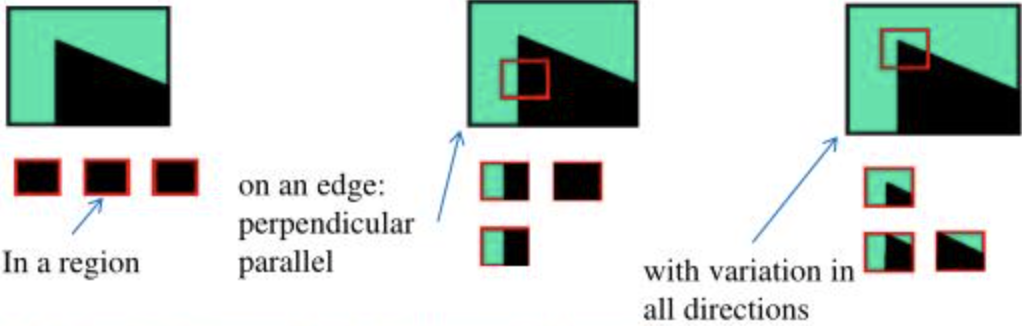 In a region
on an edge:
perpendicular
parallel
with variation in
all directions